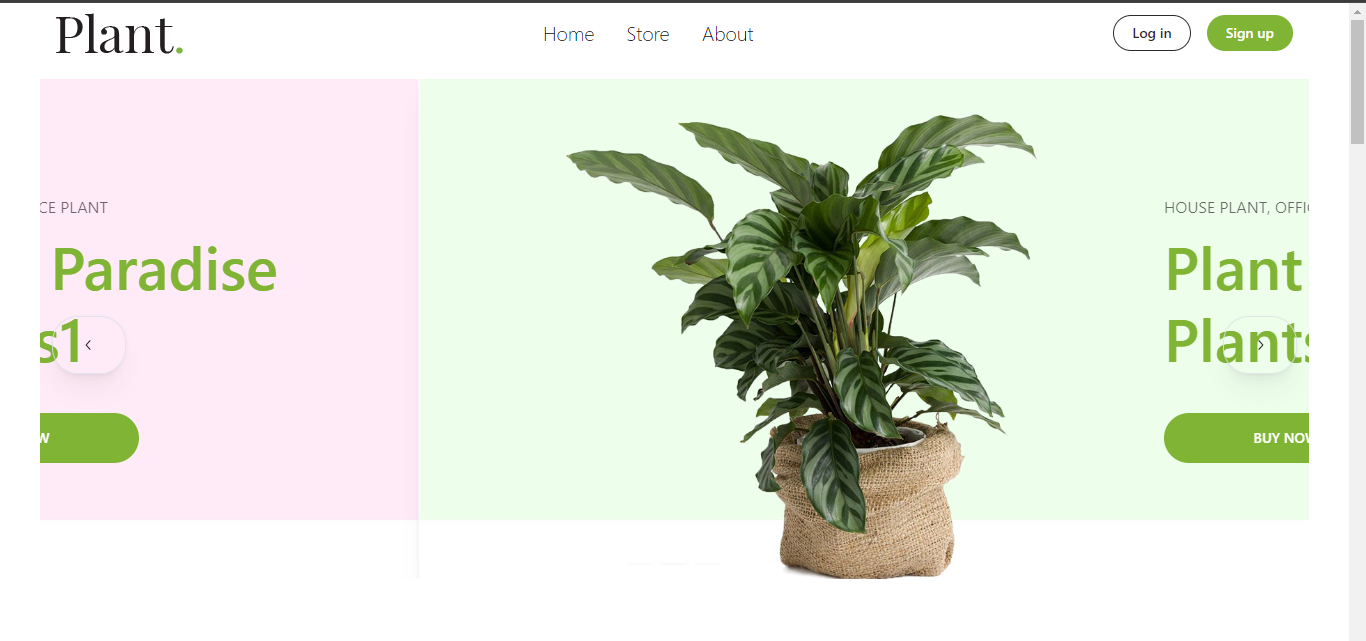 Plant.
Home Store About
Log in Sign up
CE PLANT
Paradise
s1
W
HOUSE PLANT, OFFIC
Plant
Plants
BUY NOW